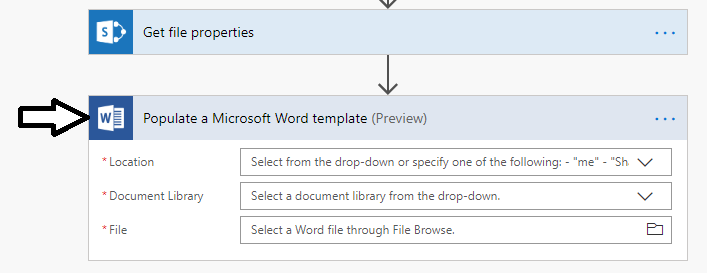 S
Get file properties
...
W
Populate a Microsoft Word template (Preview)
...
* Location Select from the drop-down or specify one of the following: - "me" - "Sha
* Document Library Select a document library from the drop-down.
* File Select a Word file through File Browse.